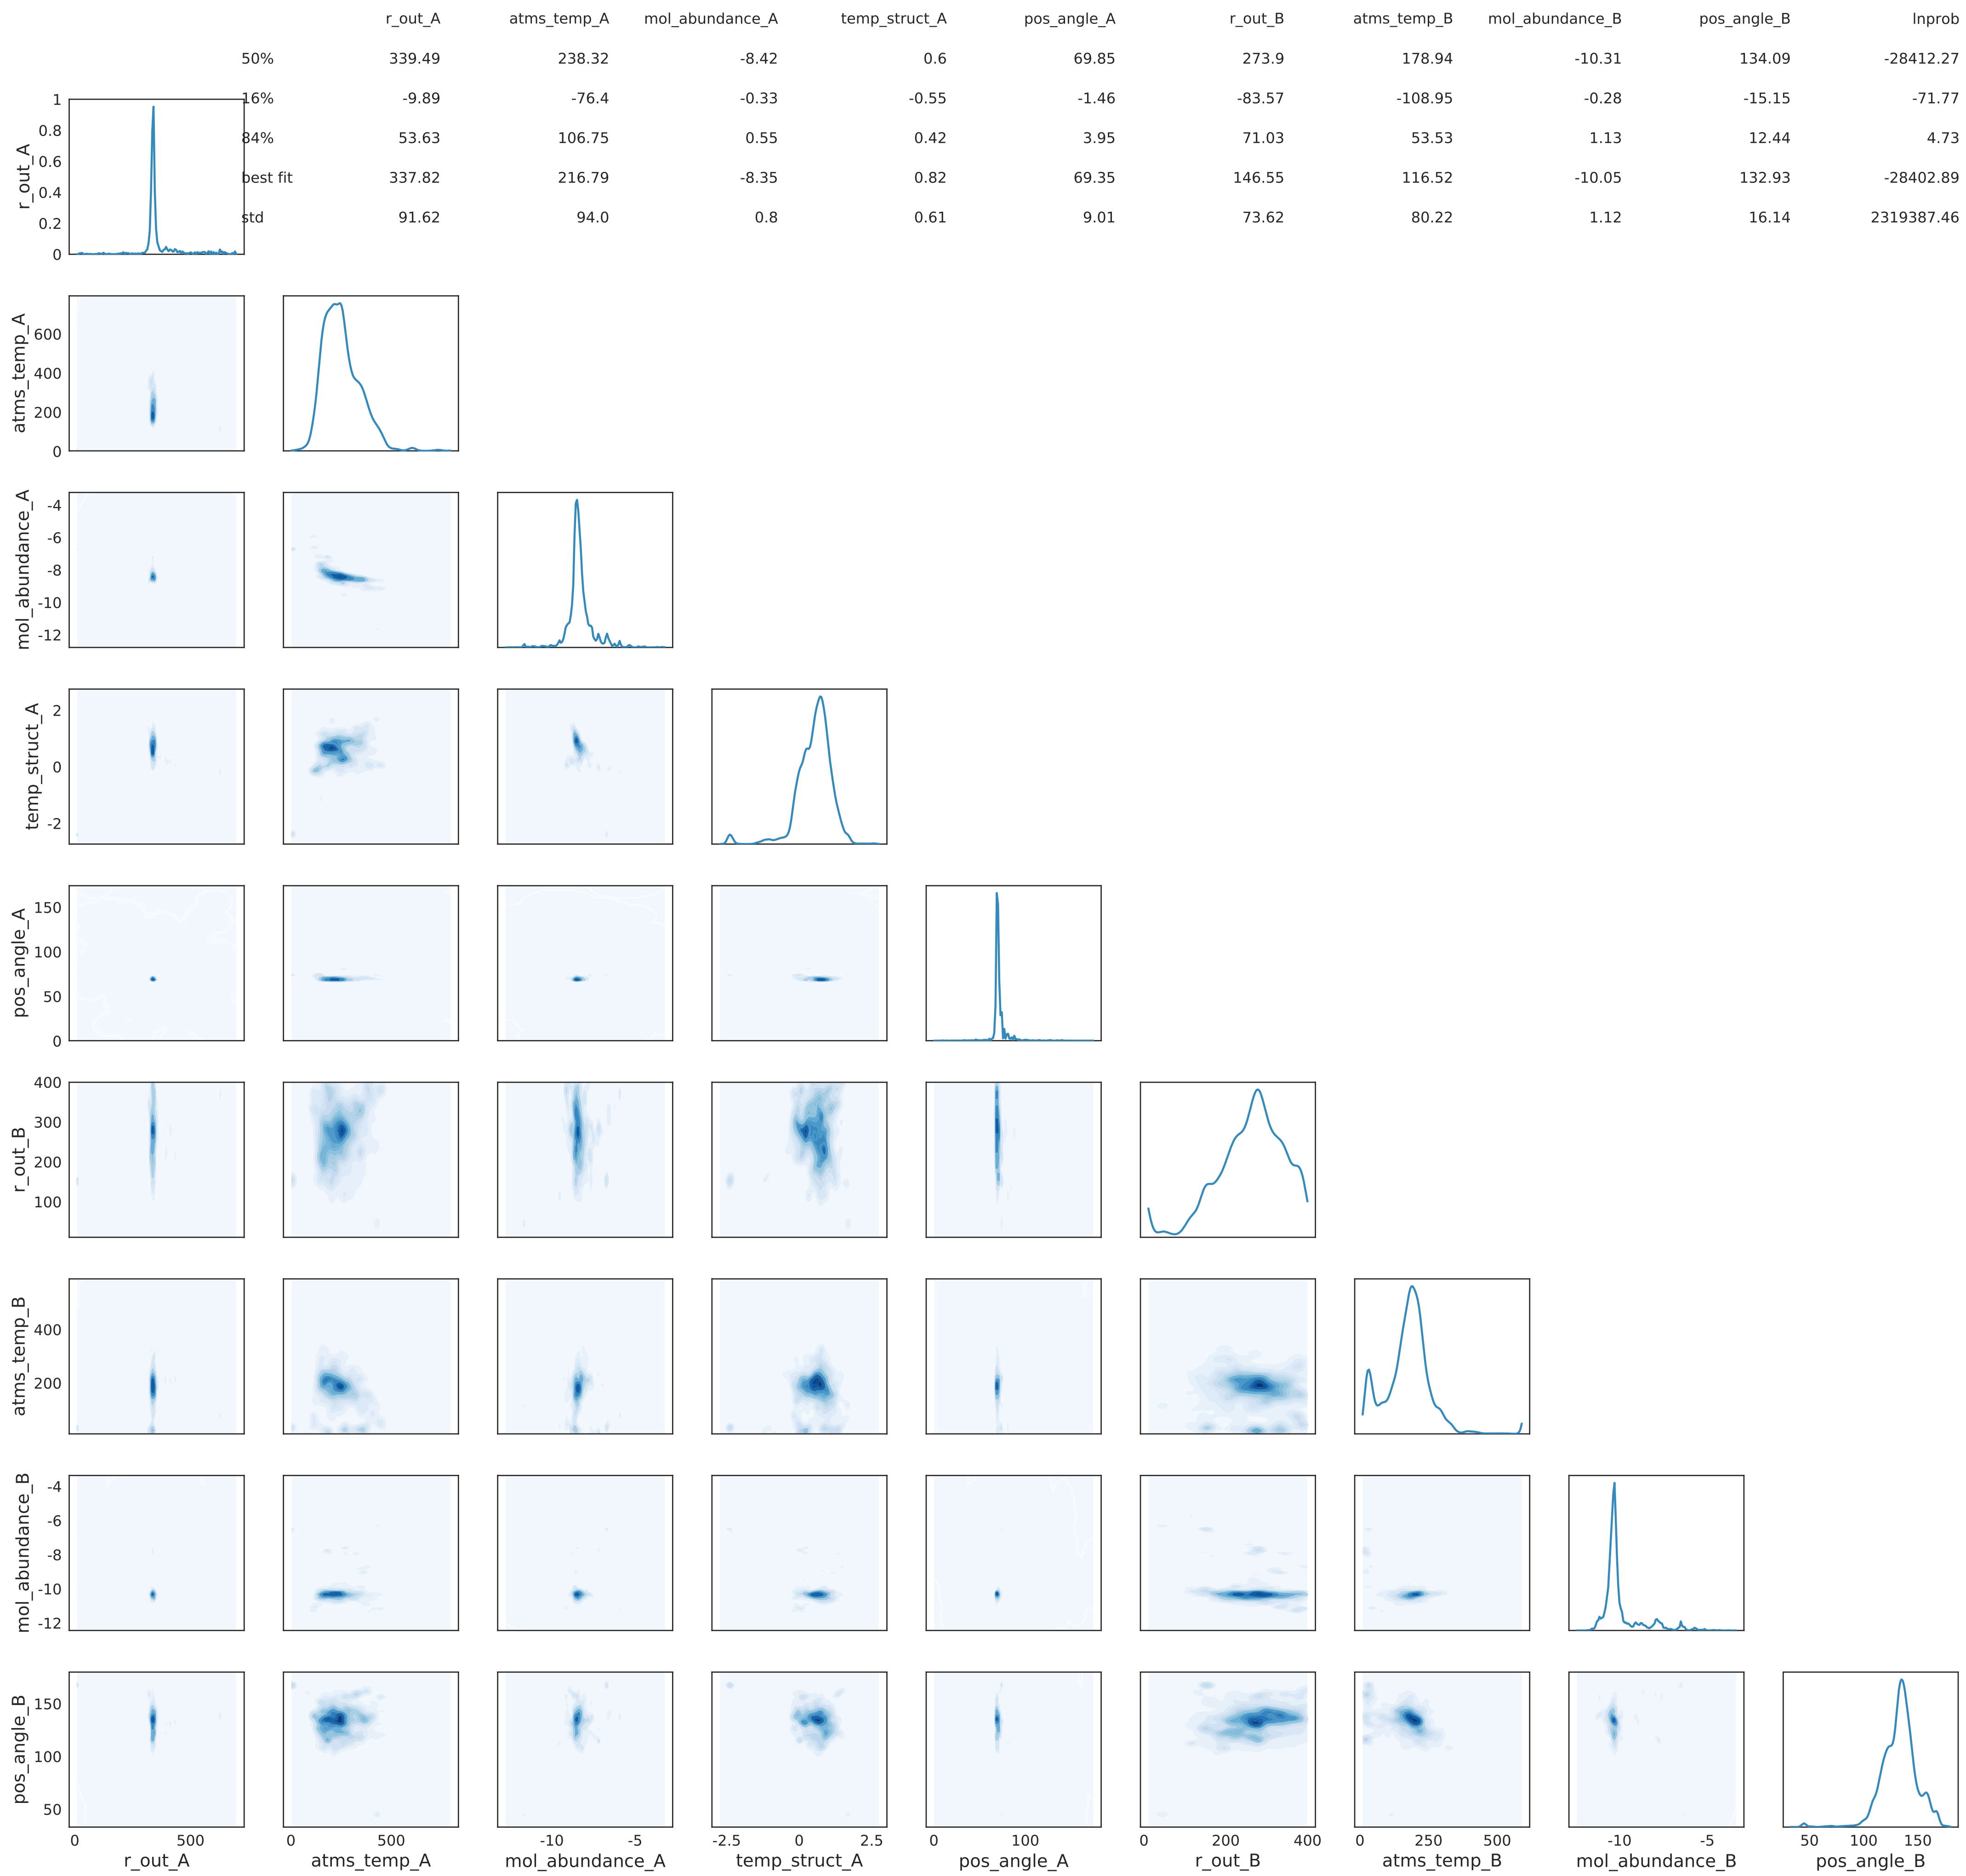 r_out_A atms_temp_A mol_abundance_A temp_struct_A pos_angle_A r_out_B atms_temp_B mol_abundance_B pos_angle_B lnprob
50% 339.49 238.32 -8.42 0.6 69.85 273.9 178.94 -10.31 134.09 -28412.27
16% -9.89 -76.4 -0.33 -0.55 -1.46 -83.57 -108.95 -0.28 -15.15 -71.77
84% 53.63 106.75 0.55 0.42 3.95 71.03 53.53 1.13 12.44 4.73
best fit 337.82 216.79 -8.35 0.82 69.35 146.55 116.52 -10.05 132.93 -28402.89
std 91.62 94.0 0.8 0.61 9.01 73.62 80.22 1.12 16.14 2319387.46
r_out_A
1
0.8
0.6
0.4
0.2
0
atms_temp_A
600
400
200
0
mol_abundance_A
-4
-6
-8
-10
-12
temp_struct_A
2
0
-2
pos_angle_A
150
100
50
0
r_out_B
400
300
200
100
atms_temp_B
400
200
mol_abundance_B
-4
-6
-8
-10
-12
pos_angle_B
150
100
50
0 500 0 500 -10 -5 -2.5 0 2.5 0 100 0 200 400 0 250 500 -10 -5 50 100 150
r_out_A atms_temp_A mol_abundance_A temp_struct_A pos_angle_A r_out_B atms_temp_B mol_abundance_B pos_angle_B